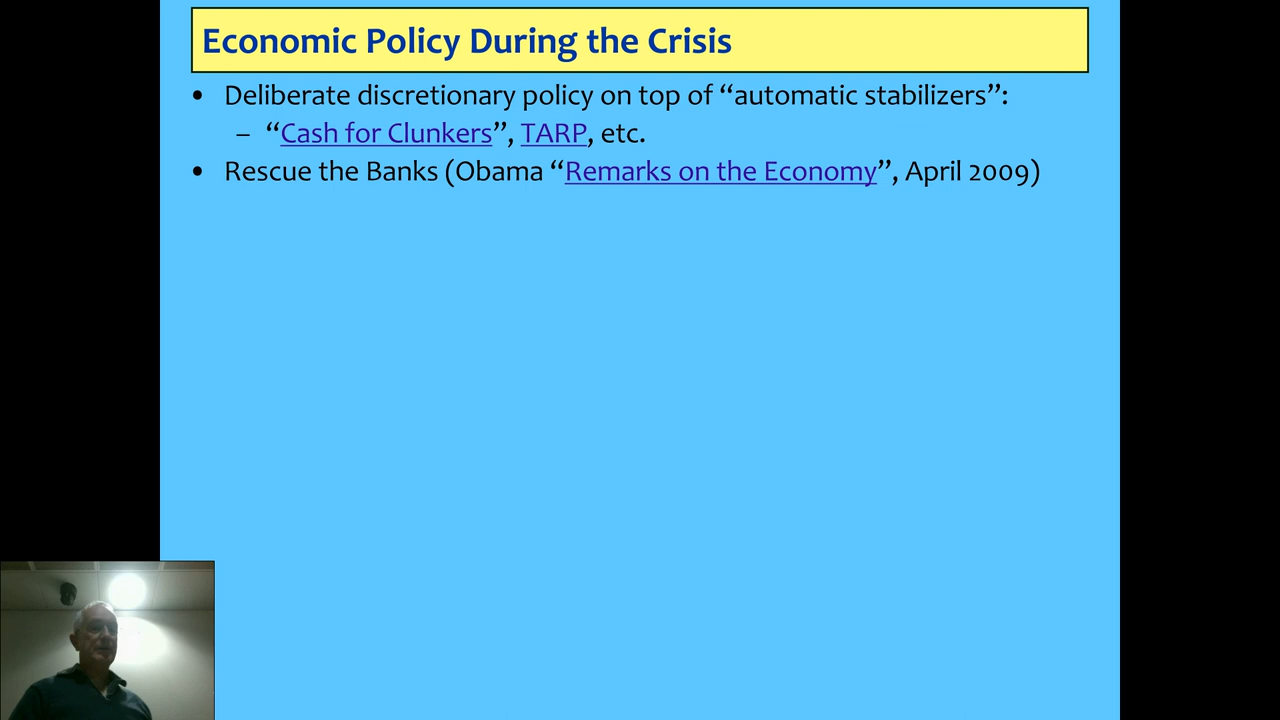 Economic Policy During the Crisis
• Deliberate discretionary policy on top of “automatic stabilizers”:
– “Cash for Clunkers”, TARP, etc.
• Rescue the Banks (Obama “Remarks on the Economy”, April 2009)